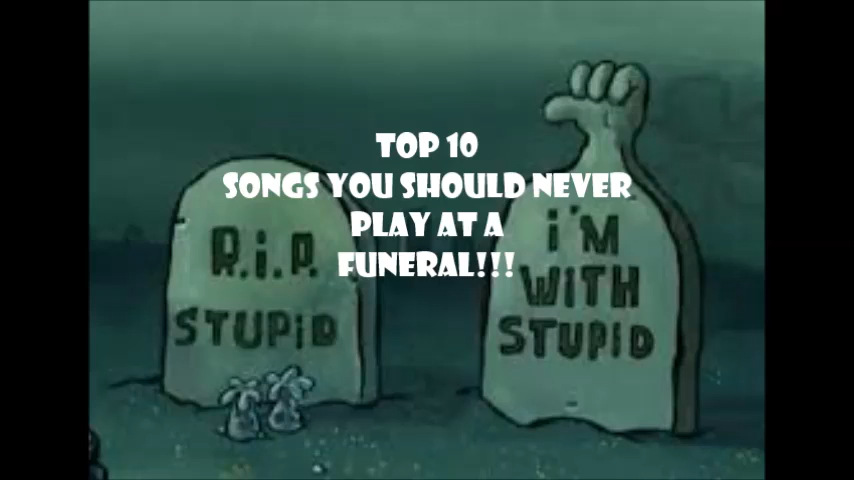 TOP 10
SONGS YOU SHOULD NEVER
PLAY AT A
FUNERAL!!!
R.i.P.
STUPiD
i'M
WiTH
STUPiD